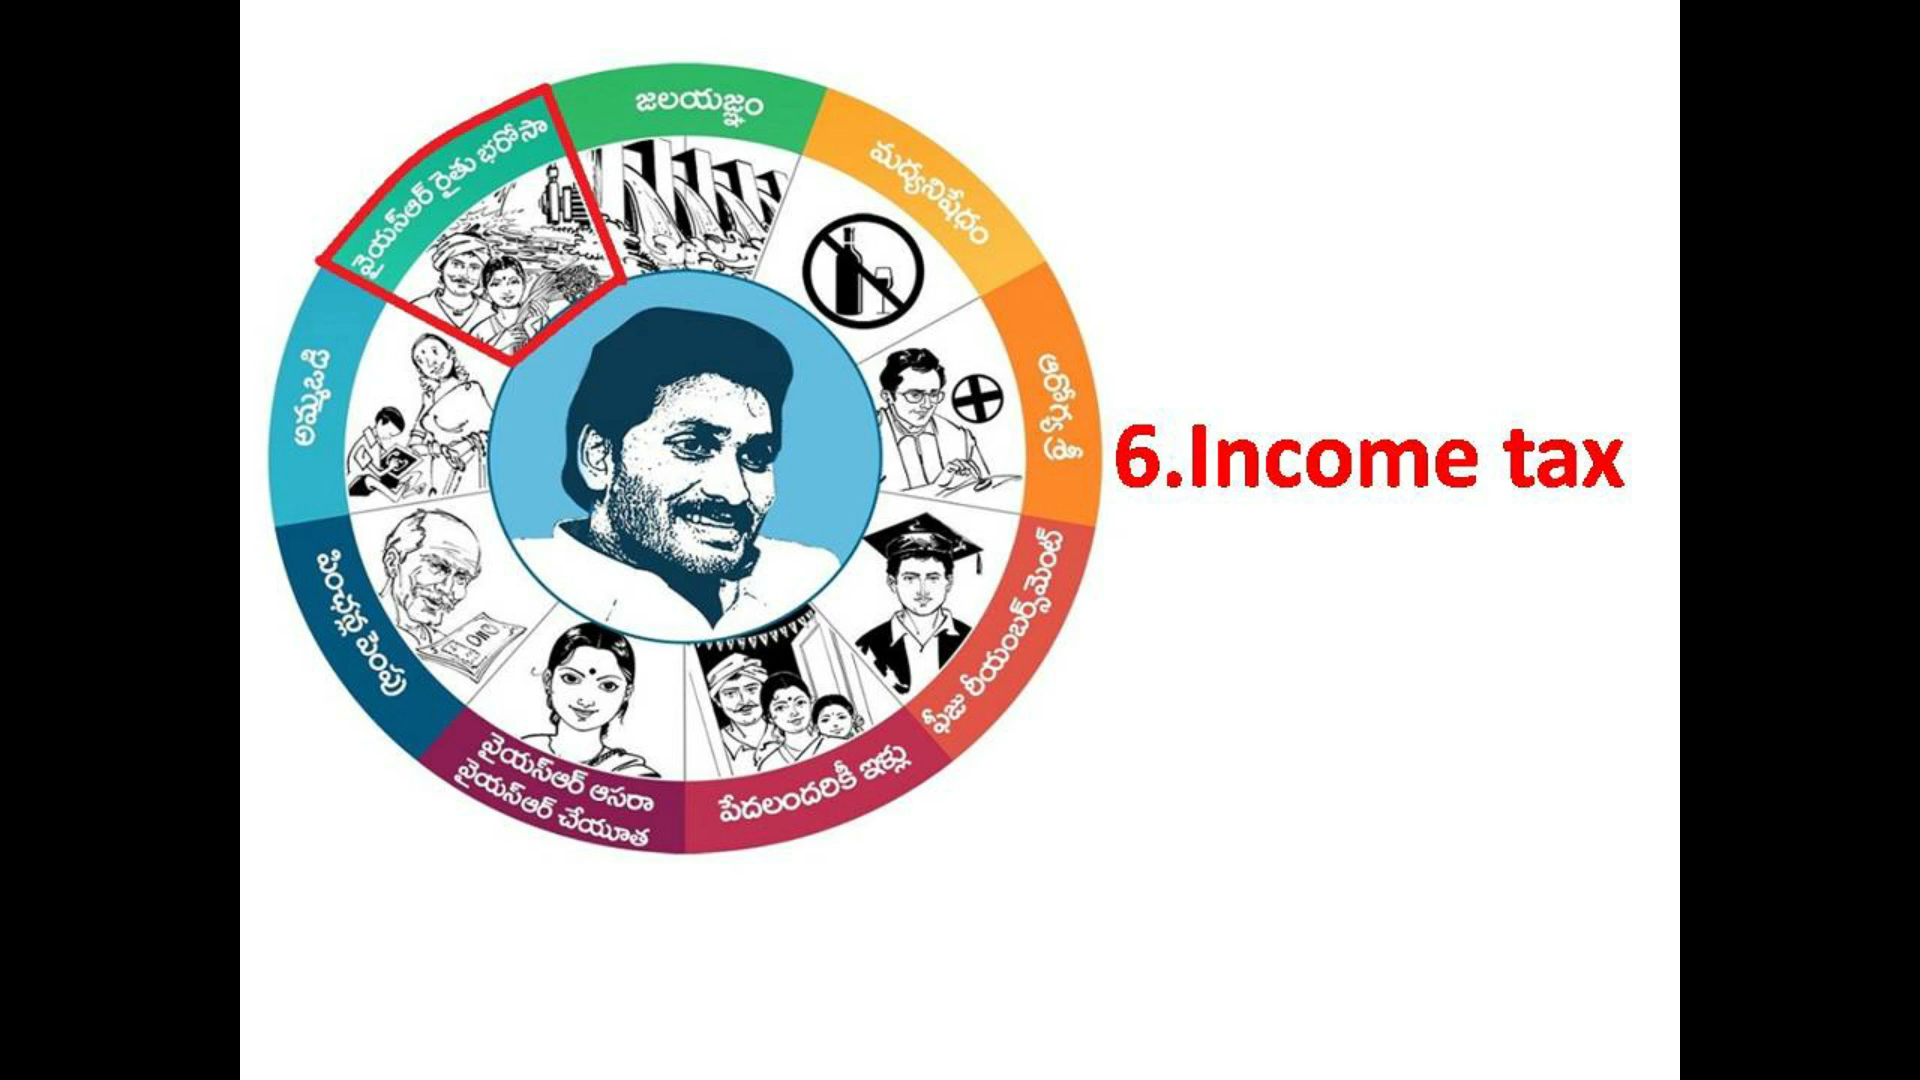 జలయజ్ఞం
మద్యనిషేధం
ఆరోగ్య శ్రీ
ఫీజు రీయంబర్స్‌మెంట్
పేదలందరికీ ఇళ్లు
వైయస్ఆర్ ఆసరా
వైయస్ఆర్ చేయూత
పింఛన్ల పెంపు
అమ్మఒడి
వైయస్ఆర్ రైతు భరోసా
6.Income tax